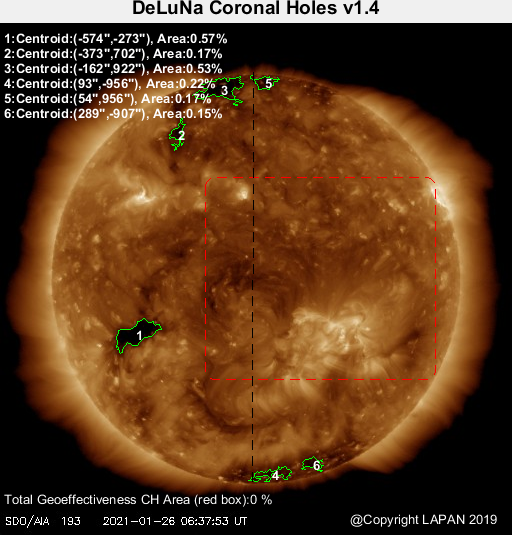 DeLuNa Coronal Holes v1.4
1:Centroid:(-574",-273"), Area:0.57%
2:Centroid:(-373",702"), Area:0.17%
3:Centroid:(-162",922"), Area:0.53%
4:Centroid:(93",-956"), Area:0.22%
5:Centroid:(54",956"), Area:0.17%
6:Centroid:(289",-907"), Area:0.15%
3
5
2
1
6
4
Total Geoeffectiveness CH Area (red box):0 %
SDO/AIA 193 2021-01-26 06:37:53 UT
@Copyright LAPAN 2019